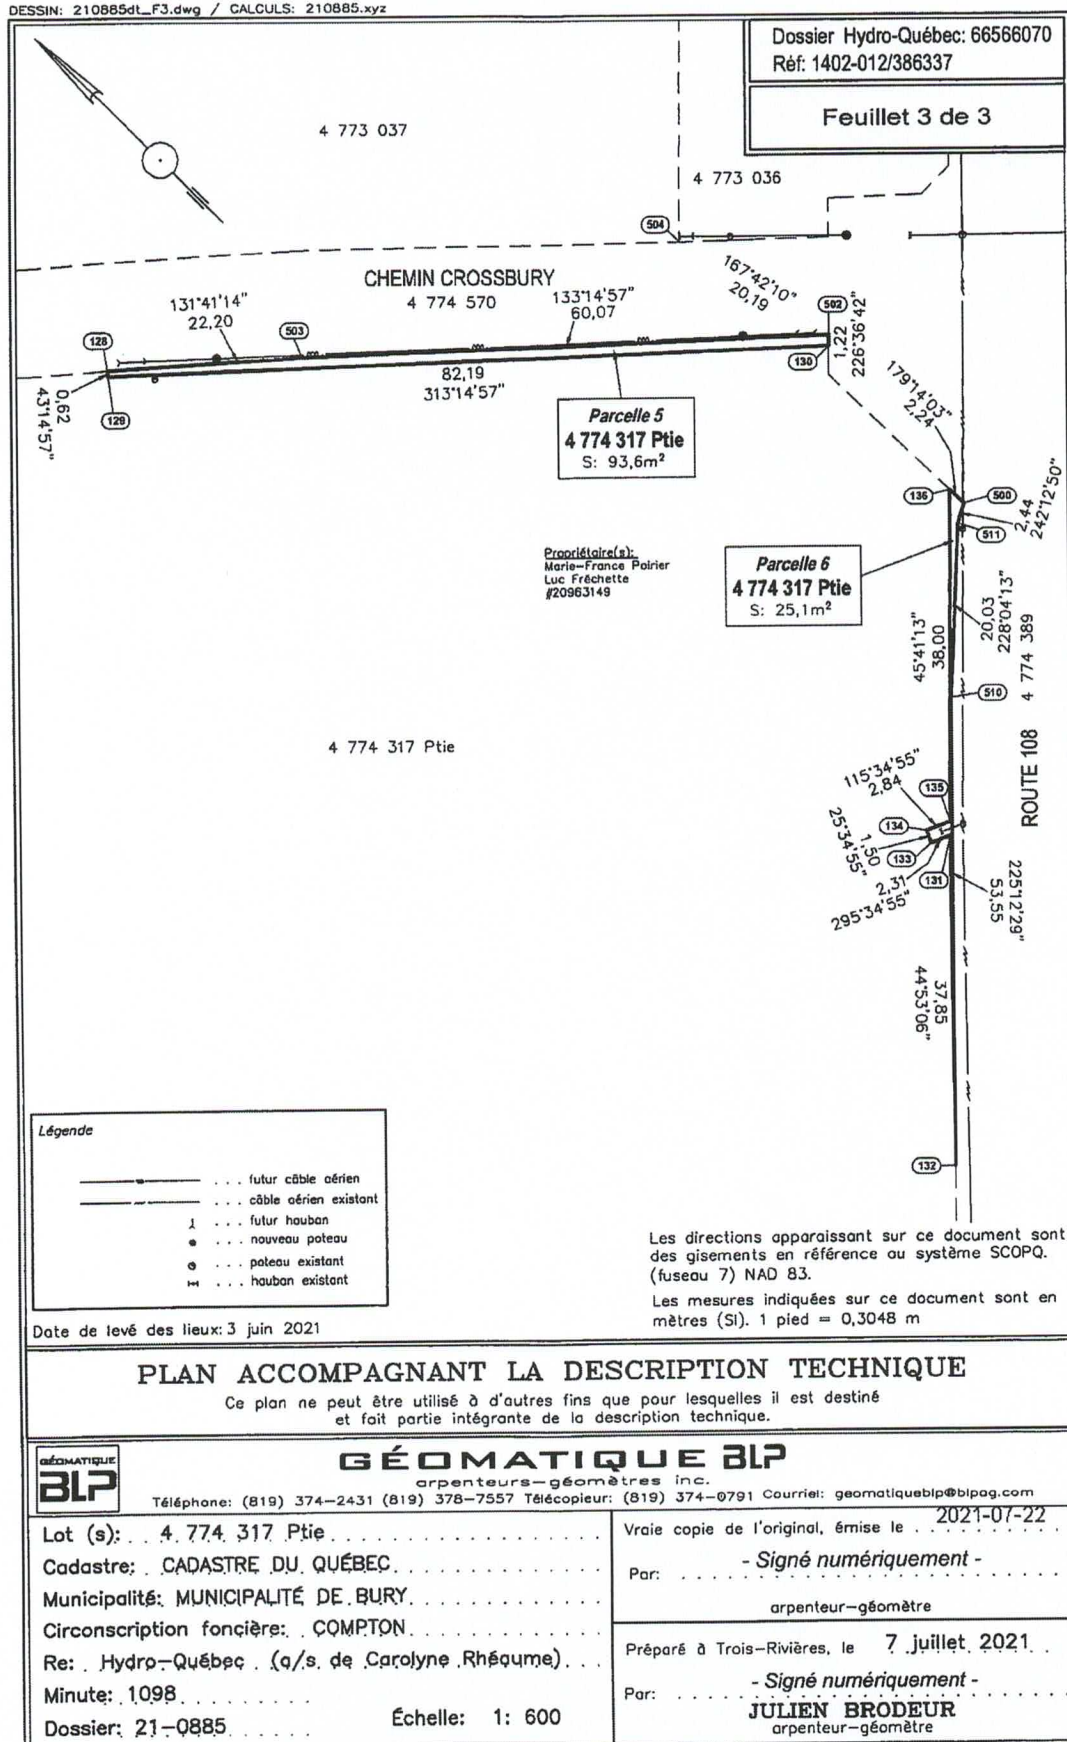 DESSIN: 210885dt_F3.dwg / CALCULS: 210885.xyz
Dossier Hydro-Québec: 66566070
Réf: 1402-012/386337
Feuillet 3 de 3
4 773 037
4 773 036
504
CHEMIN CROSSBURY
4 774 570
131°41'14"
22,20
133°14'57"
60,07
167°42'10"
20,19
502
503
128
130
1,22
226°36'42"
82,19
313°14'57"
0,62
43°14'57"
129
179°14'03"
2,24
Parcelle 5
4 774 317 Ptie
S: 93,6m²
136
500
2,44
242°12'50"
511
Propriétaire(s):
Marie-France Poirier
Luc Fréchette
#20963149
Parcelle 6
4 774 317 Ptie
S: 25,1m²
20,03
228°04'13"
45°41'13"
38,00
4 774 389
510
4 774 317 Ptie
ROUTE 108
115°34'55"
2,84
135
134
1,50
25°34'55"
133
131
2,31
295°34'55"
225°12'29"
53,55
37,85
44°53'06"
132
Légende
. . . futur câble aérien
. . . câble aérien existant
. . . futur hauban
. . . nouveau poteau
. . . poteau existant
. . . hauban existant
Les directions apparaissant sur ce document sont
des gisements en référence au système SCOPQ.
(fuseau 7) NAD 83.
Les mesures indiquées sur ce document sont en
mètres (SI). 1 pied = 0,3048 m
Date de levé des lieux: 3 juin 2021
PLAN ACCOMPAGNANT LA DESCRIPTION TECHNIQUE
Ce plan ne peut être utilisé à d'autres fins que pour lesquelles il est destiné
et fait partie intégrante de la description technique.
GÉOMATIQUE
BLP
GÉOMATIQUE BLP
arpenteurs-géomètres inc.
Téléphone: (819) 374-2431 (819) 378-7557 Télécopieur: (819) 374-0791 Courriel: geomatiqueblp@blpag.com
Lot (s): 4 774 317 Ptie
Cadastre: CADASTRE DU QUÉBEC
Municipalité: MUNICIPALITÉ DE BURY
Circonscription foncière: COMPTON
Re: Hydro-Québec (a/s. de Carolyne Rhéaume)
Minute: 1098
Dossier: 21-0885
Échelle: 1: 600
Vraie copie de l'original, émise le 2021-07-22
- Signé numériquement -
Par:
arpenteur-géomètre
Préparé à Trois-Rivières, le 7 juillet 2021
- Signé numériquement -
Par:
JULIEN BRODEUR
arpenteur-géomètre